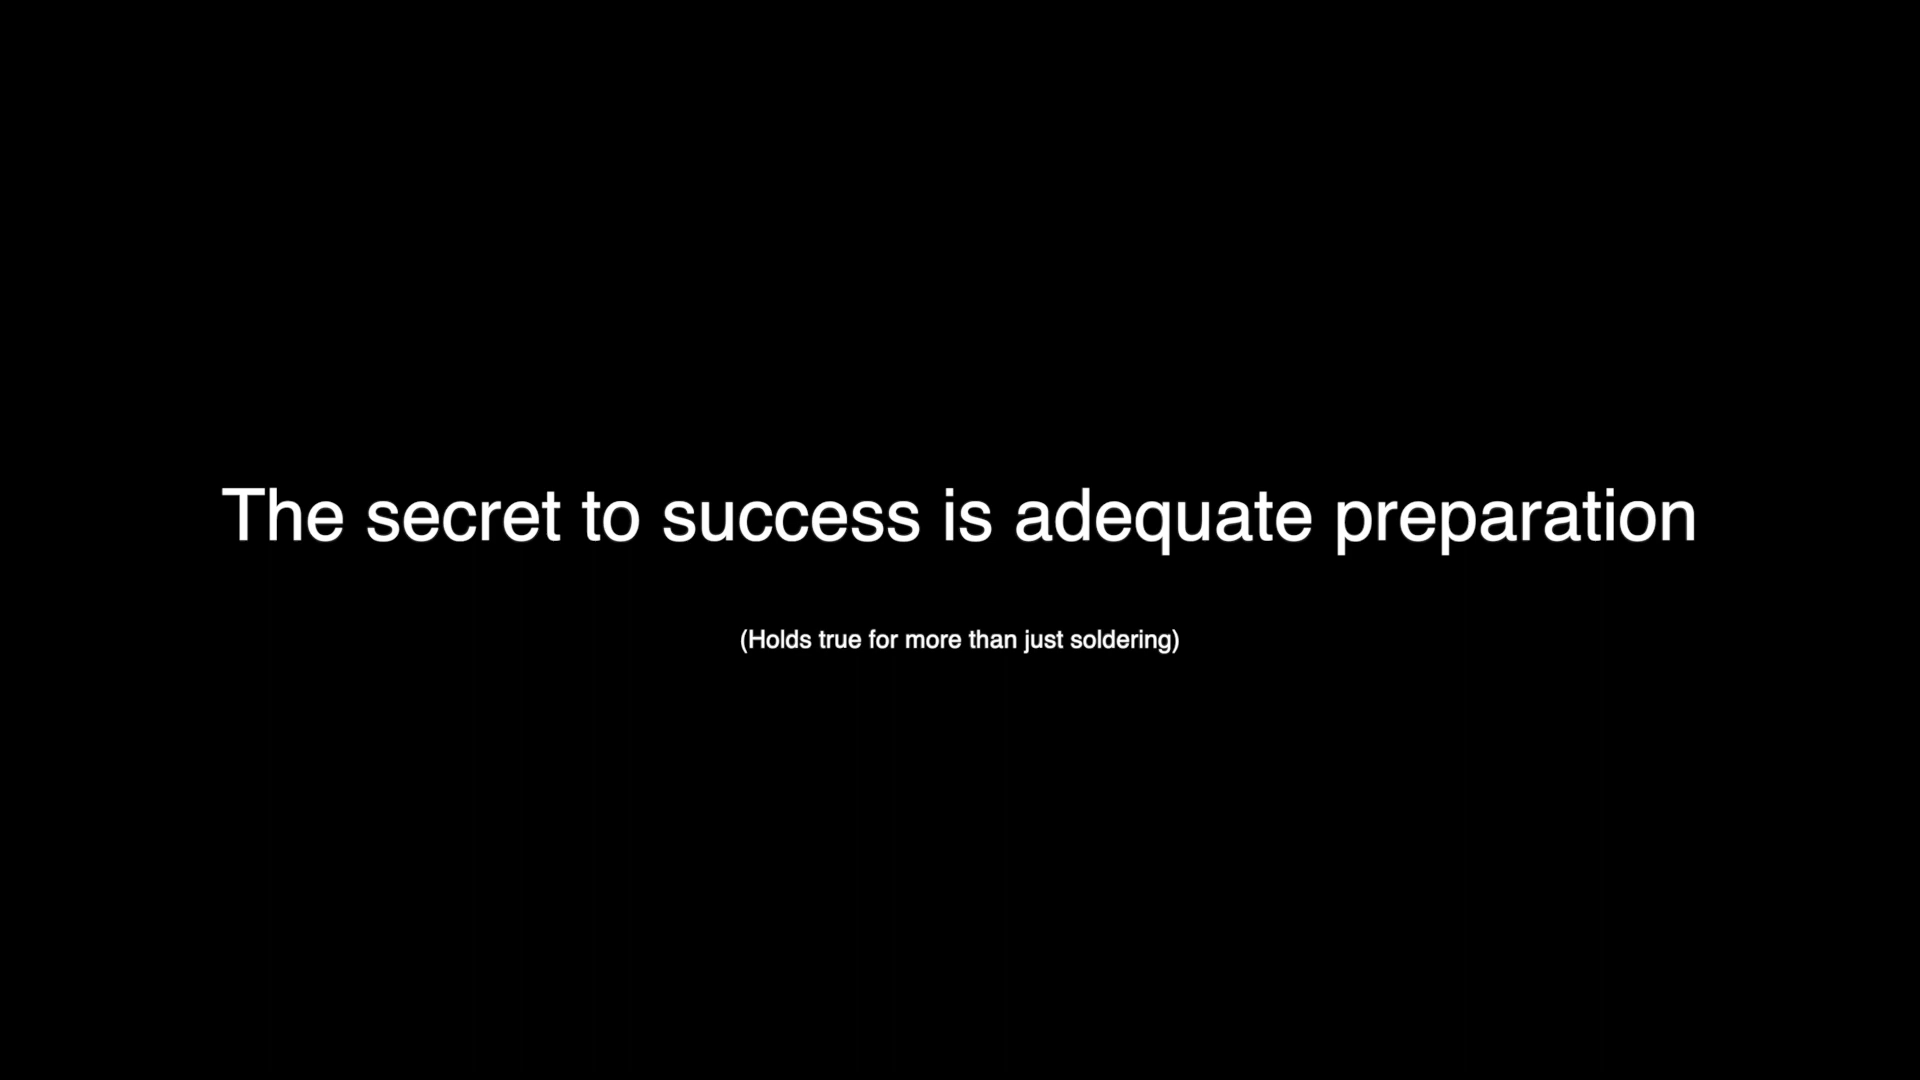 The secret to success is adequate preparation
(Holds true for more than just soldering)